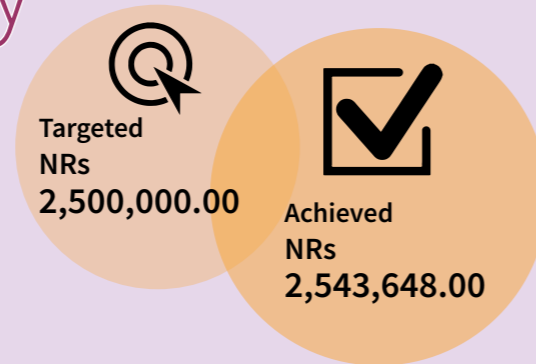 y
Targeted
NRs
2,500,000.00
Achieved
NRs
2,543,648.00